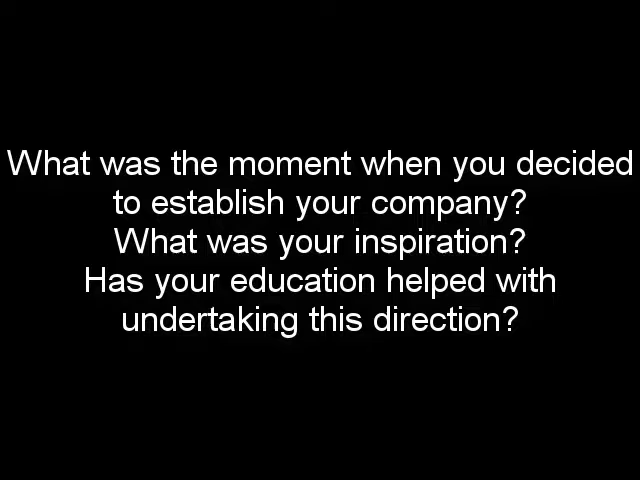 What was the moment when you decided
to establish your company?
What was your inspiration?
Has your education helped with
undertaking this direction?